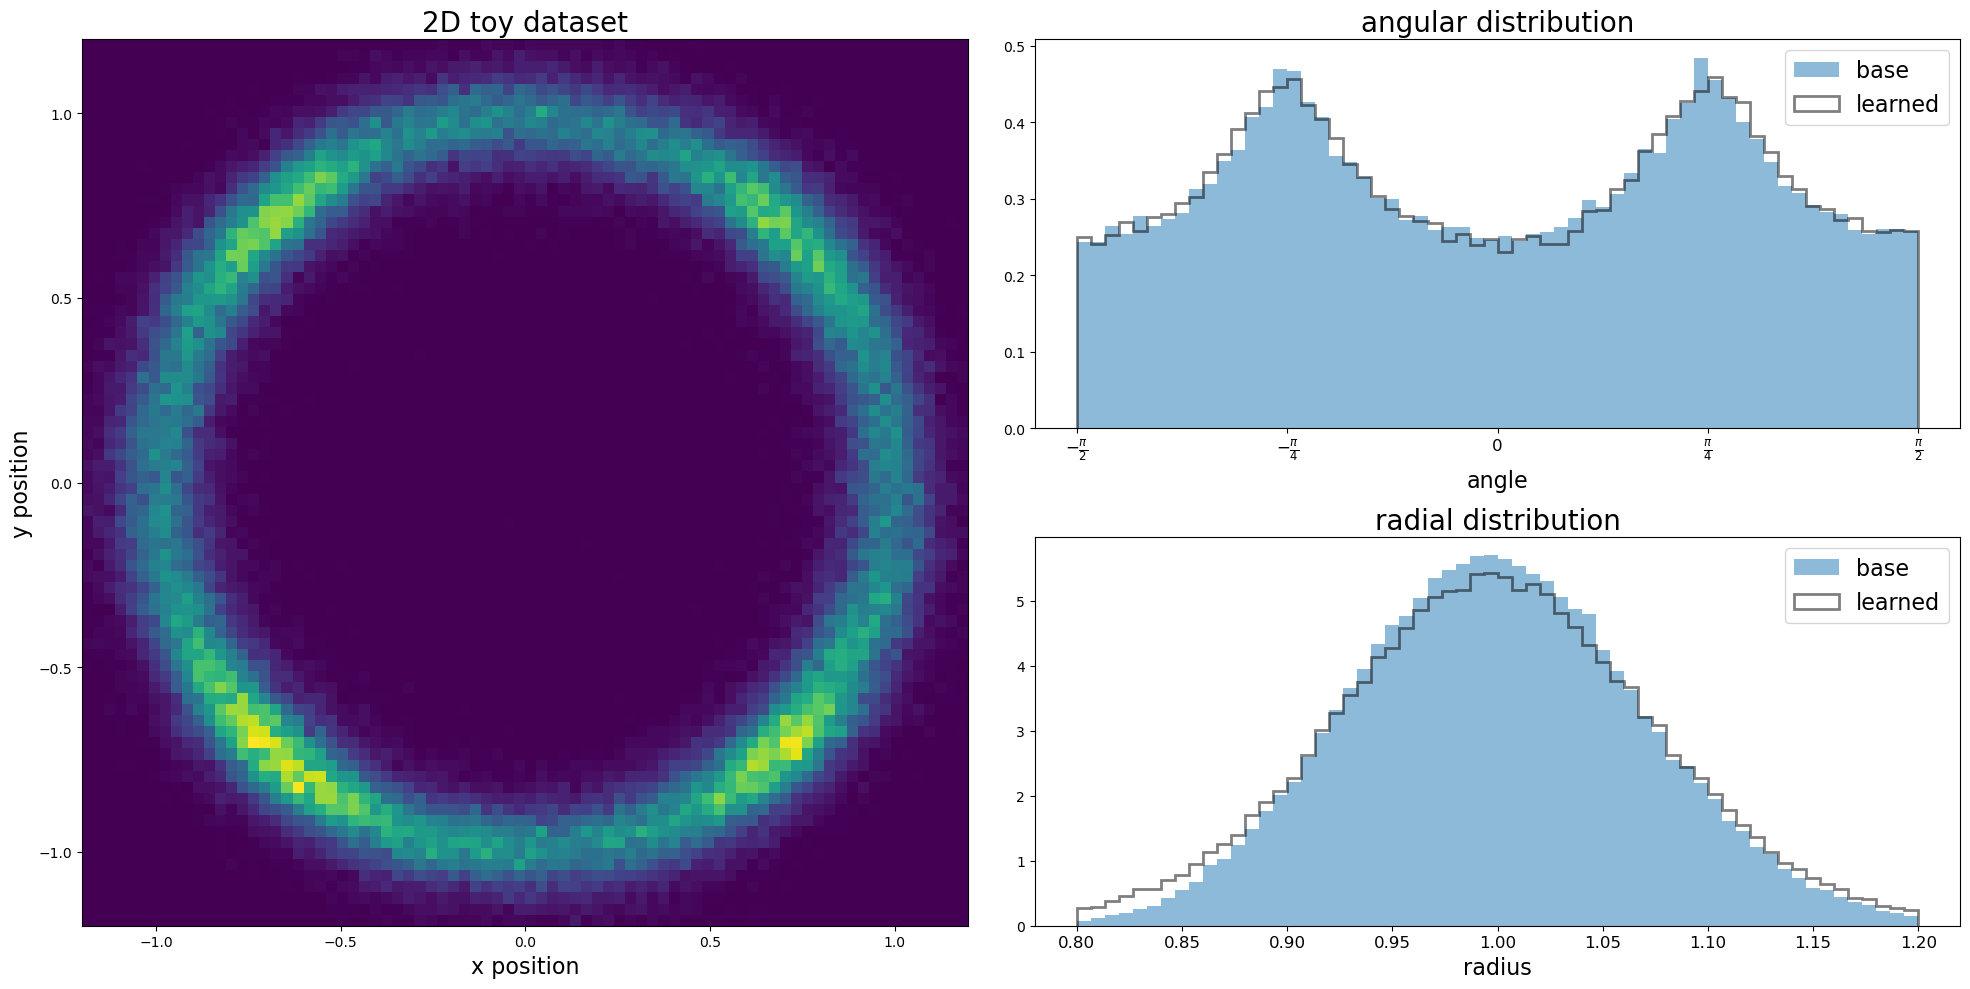 2D toy dataset
1.0
0.5
0.0
−0.5
−1.0
y position
−1.0 −0.5 0.0 0.5 1.0
x position
angular distribution
0.5
0.4
0.3
0.2
0.1
0.0
base
learned
−π/2 −π/4 0 π/4 π/2
angle
radial distribution
5
4
3
2
1
0
base
learned
0.80 0.85 0.90 0.95 1.00 1.05 1.10 1.15 1.20
radius